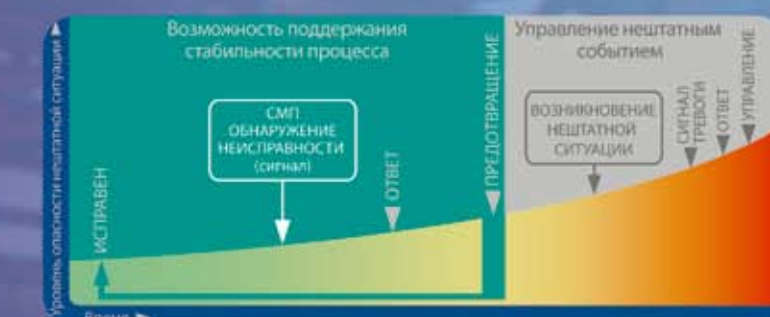 Возможность поддержания
стабильности процесса
Управление нештатным
событием
Уровень опасности нештатной ситуации
ИСПРАВЕН
СМП
ОБНАРУЖЕНИЕ
НЕИСПРАВНОСТИ
(сигнал)
ОТВЕТ
ПРЕДОТВРАЩЕНИЕ
ВОЗНИКНОВЕНИЕ
НЕШТАТНОЙ
СИТУАЦИИ
СИГНАЛ
ТРЕВОГИ
ОТВЕТ
УПРАВЛЕНИЕ
Время